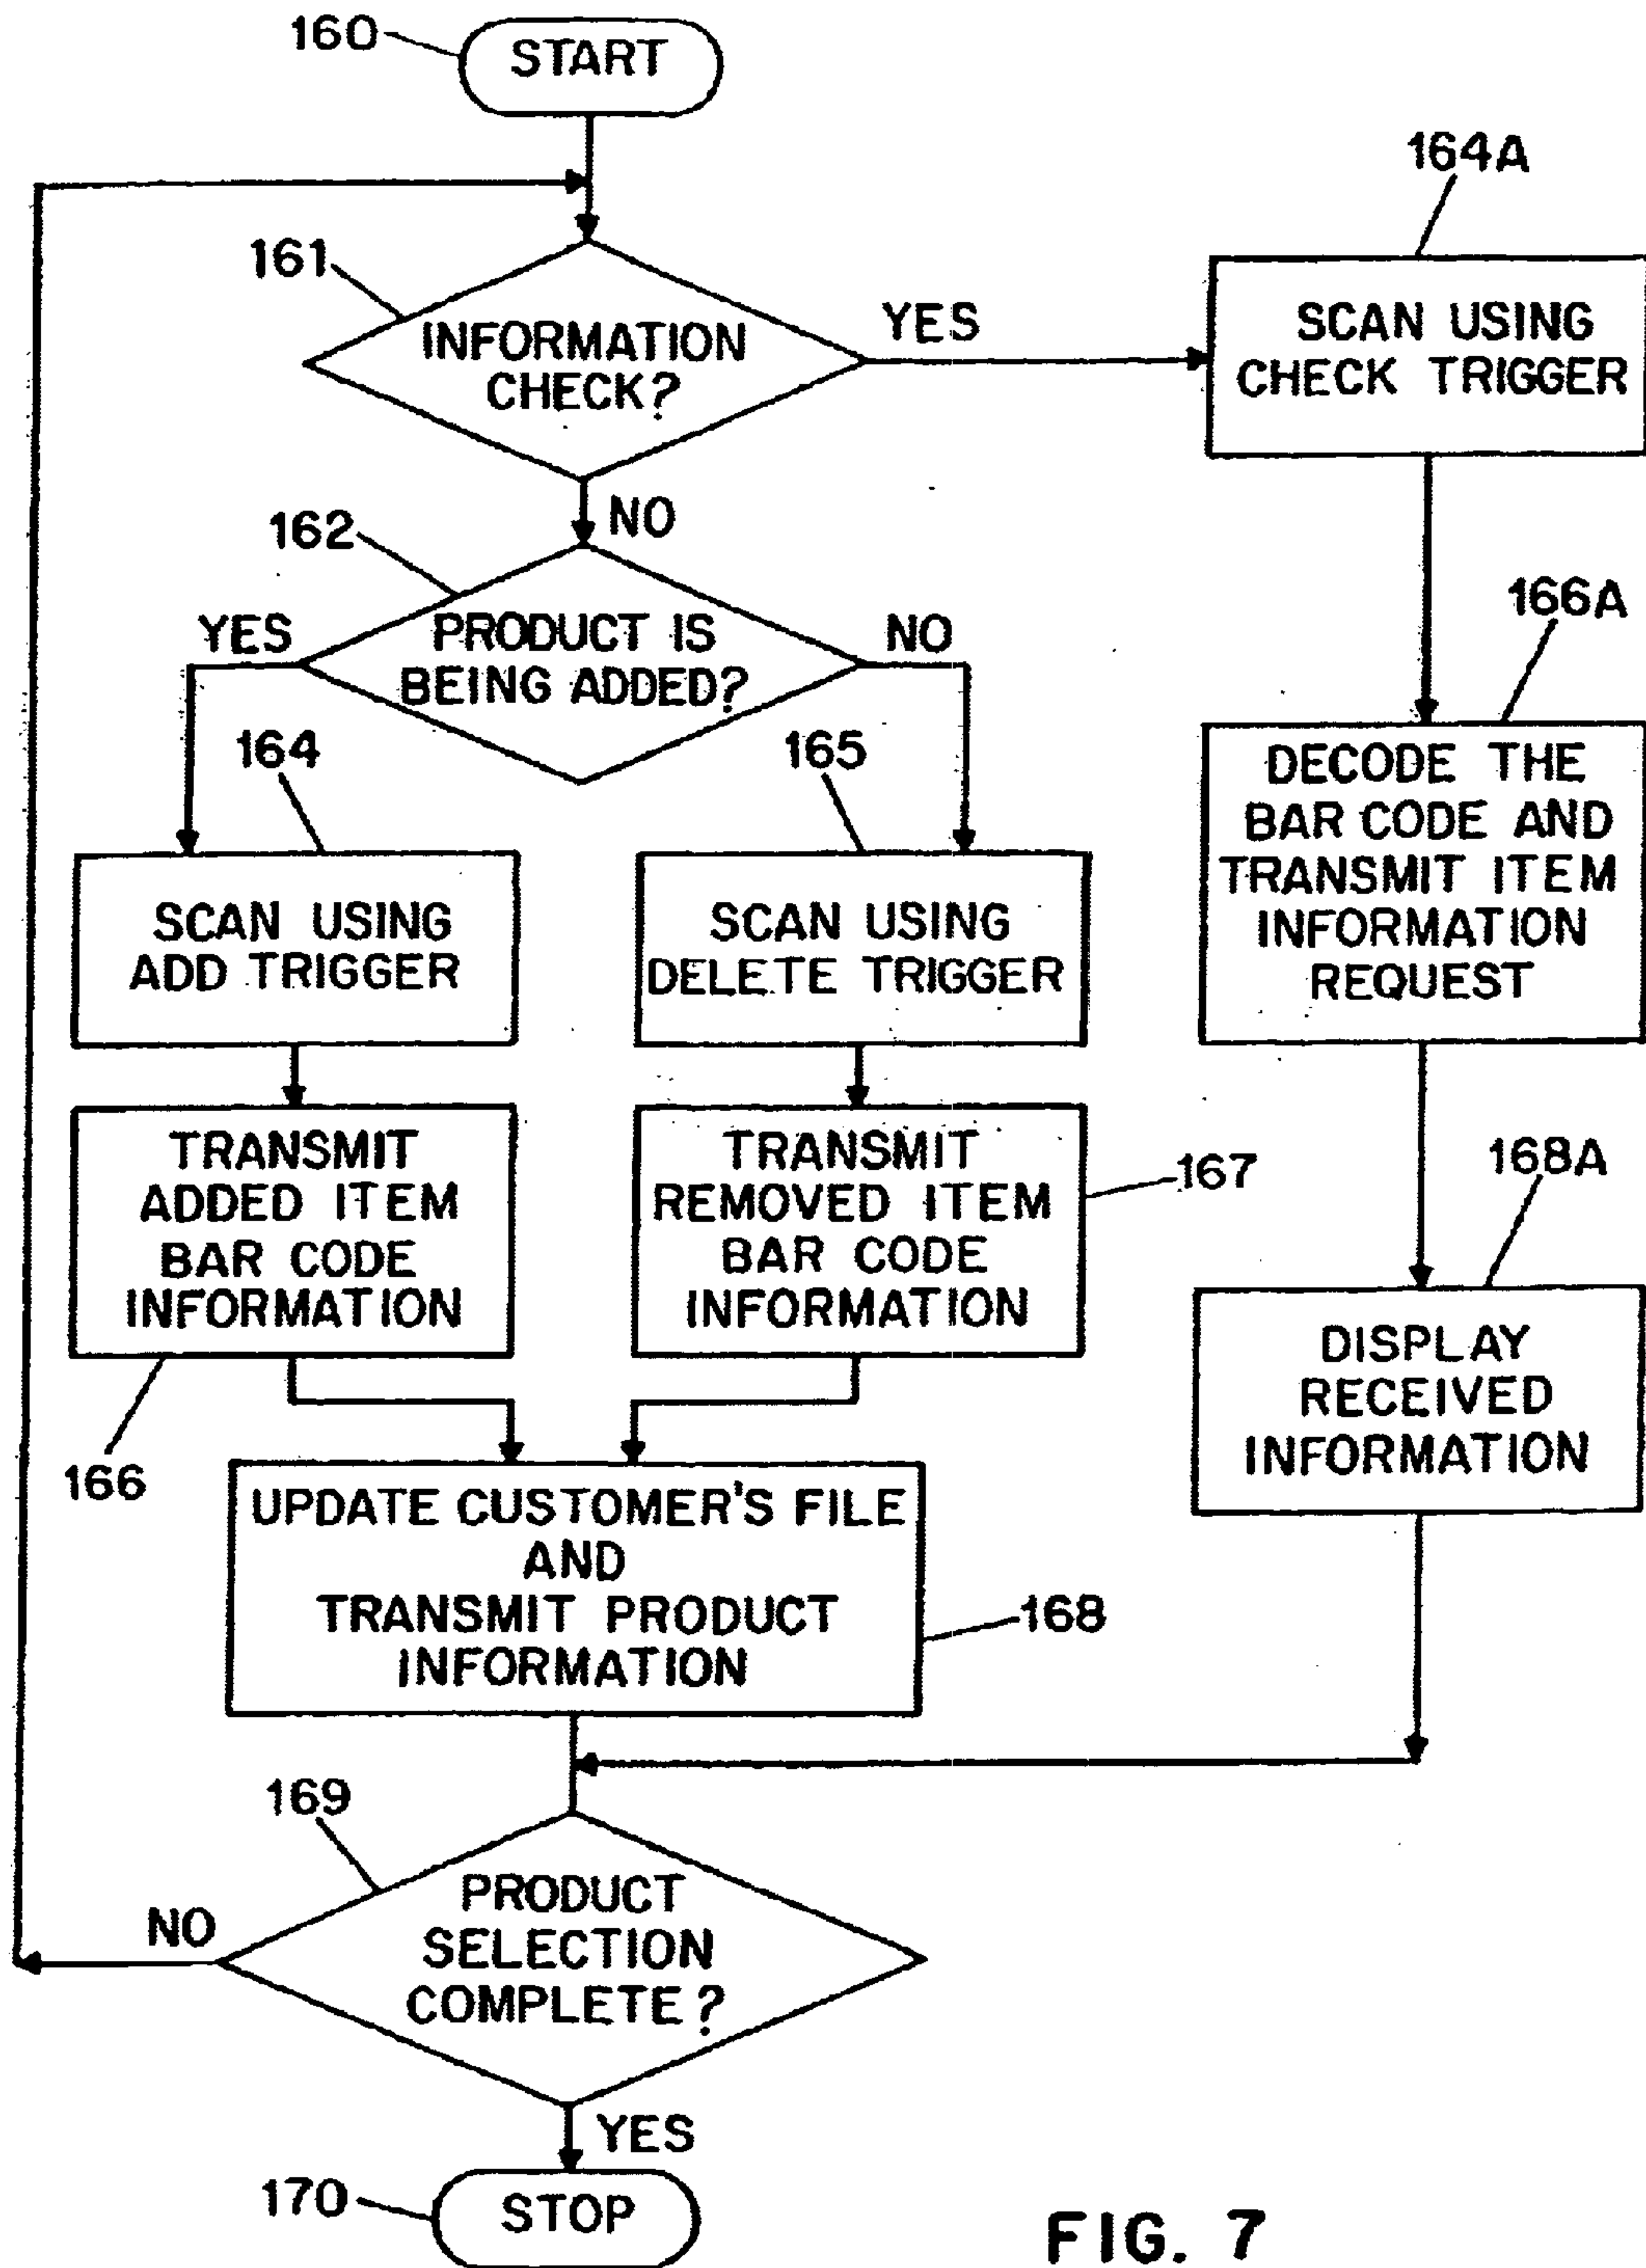 160
START
164A
161
INFORMATION
CHECK?
YES
SCAN USING
CHECK TRIGGER
NO
162
YES
PRODUCT IS
BEING ADDED?
NO
166A
164
165
DECODE THE
BAR CODE AND
TRANSMIT ITEM
INFORMATION
REQUEST
SCAN USING
ADD TRIGGER
SCAN USING
DELETE TRIGGER
TRANSMIT
ADDED ITEM
BAR CODE
INFORMATION
TRANSMIT
REMOVED ITEM
BAR CODE
INFORMATION
167
168A
DISPLAY
RECEIVED
INFORMATION
166
UPDATE CUSTOMER'S FILE
AND
TRANSMIT PRODUCT
INFORMATION
168
169
PRODUCT
SELECTION
COMPLETE?
NO
YES
170
STOP
FIG. 7